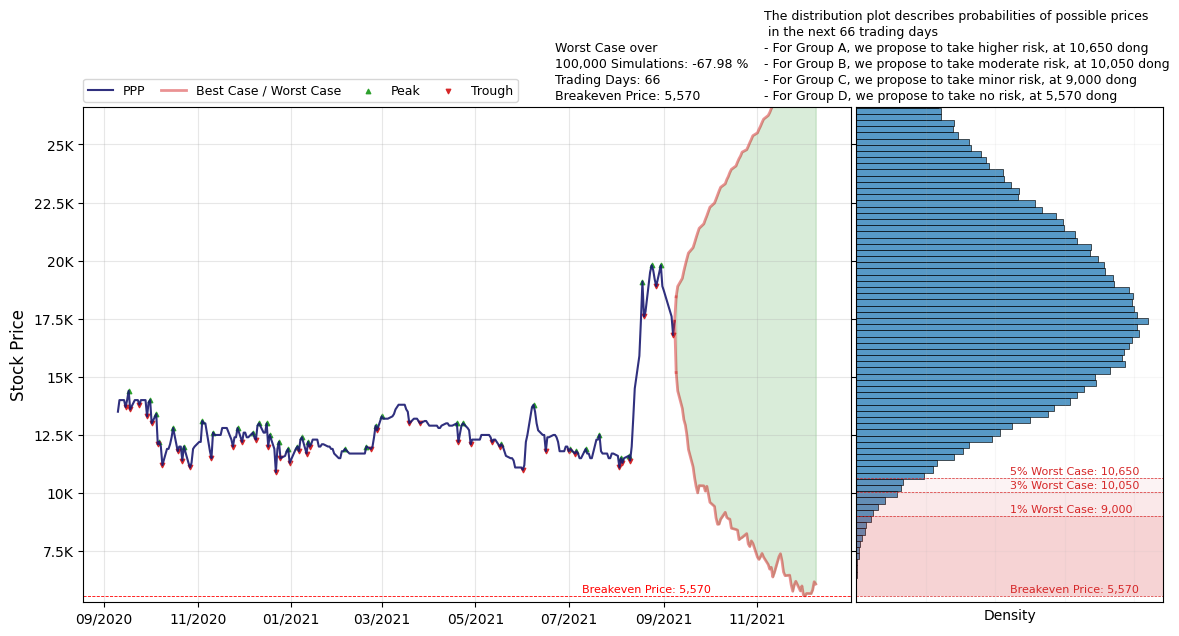 The distribution plot describes probabilities of possible prices
in the next 66 trading days
- For Group A, we propose to take higher risk, at 10,650 dong
- For Group B, we propose to take moderate risk, at 10,050 dong
- For Group C, we propose to take minor risk, at 9,000 dong
- For Group D, we propose to take no risk, at 5,570 dong
Worst Case over
100,000 Simulations: -67.98 %
Trading Days: 66
Breakeven Price: 5,570
PPP Best Case / Worst Case Peak Trough
Stock Price
25K
22.5K
20K
17.5K
15K
12.5K
10K
7.5K
Breakeven Price: 5,570
09/2020 11/2020 01/2021 03/2021 05/2021 07/2021 09/2021 11/2021
5% Worst Case: 10,650
3% Worst Case: 10,050
1% Worst Case: 9,000
Breakeven Price: 5,570
Density